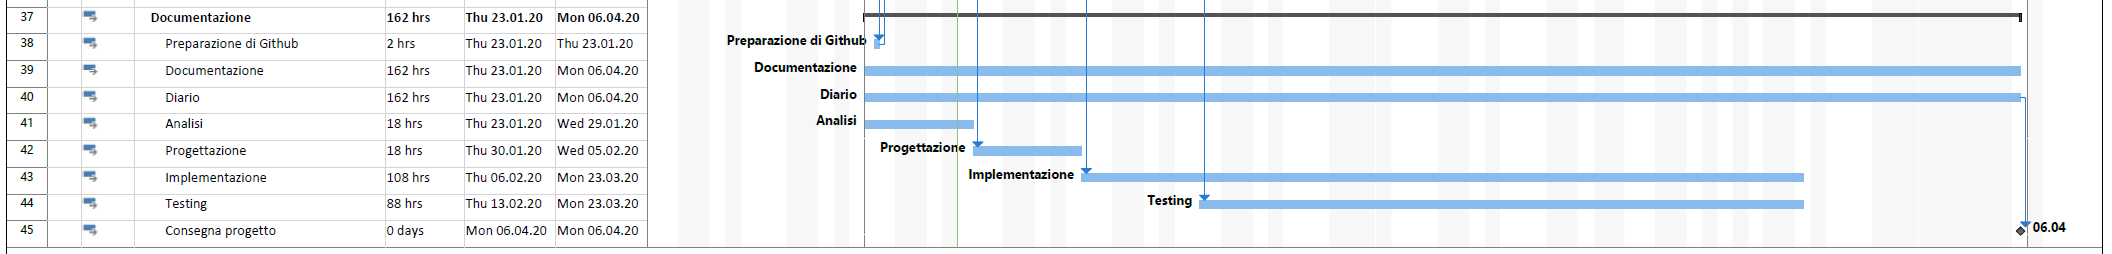 37 Documentazione 162 hrs Thu 23.01.20 Mon 06.04.20
38 Preparazione di Github 2 hrs Thu 23.01.20 Thu 23.01.20 Preparazione di Github
39 Documentazione 162 hrs Thu 23.01.20 Mon 06.04.20 Documentazione
40 Diario 162 hrs Thu 23.01.20 Mon 06.04.20 Diario
41 Analisi 18 hrs Thu 23.01.20 Wed 29.01.20 Analisi
42 Progettazione 18 hrs Thu 30.01.20 Wed 05.02.20 Progettazione
43 Implementazione 108 hrs Thu 06.02.20 Mon 23.03.20 Implementazione
44 Testing 88 hrs Thu 13.02.20 Mon 23.03.20 Testing
45 Consegna progetto 0 days Mon 06.04.20 Mon 06.04.20 06.04